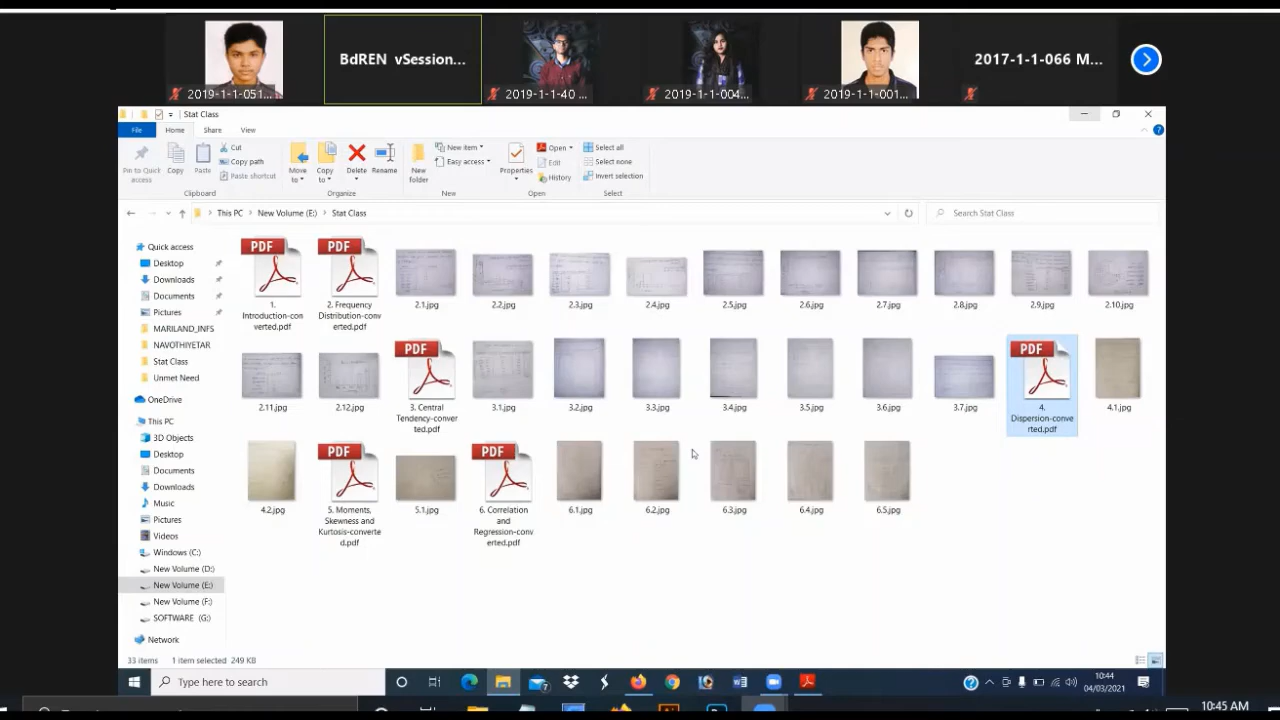 BdREN vSession...
2017-1-1-066 M...
2019-1-1-051...
2019-1-1-40 ...
2019-1-1-004...
2019-1-1-001...
Stat Class
File
Home
Share
View
Pin to Quick access
Copy
Paste
Cut
Copy path
Paste shortcut
Clipboard
Move to
Copy to
Delete
Rename
Organize
New folder
New item
Easy access
New
Properties
Open
Edit
History
Open
Select all
Select none
Invert selection
Select
This PC
New Volume (E:)
Stat Class
Search Stat Class
Quick access
Desktop
Downloads
Documents
Pictures
MARILAND_INFS
NAVOTHIYETAR
Stat Class
Unmet Need
OneDrive
This PC
3D Objects
Desktop
Documents
Downloads
Music
Pictures
Videos
Windows (C:)
New Volume (D:)
New Volume (E:)
New Volume (F:)
SOFTWARE (G:)
Network
PDF
1.
Introduction-con
verted.pdf
PDF
2. Frequency
Distribution-conv
erted.pdf
2.1.jpg
2.2.jpg
2.3.jpg
2.4.jpg
2.5.jpg
2.6.jpg
2.7.jpg
2.8.jpg
2.9.jpg
2.10.jpg
2.11.jpg
2.12.jpg
PDF
3. Central
Tendency-conver
ted.pdf
3.1.jpg
3.2.jpg
3.3.jpg
3.4.jpg
3.5.jpg
3.6.jpg
3.7.jpg
PDF
4.
Dispersion-conve
rted.pdf
4.1.jpg
4.2.jpg
PDF
5. Moments,
Skewness and
Kurtosis-converte
d.pdf
5.1.jpg
PDF
6. Correlation
and
Regression-conv
erted.pdf
6.1.jpg
6.2.jpg
6.3.jpg
6.4.jpg
6.5.jpg
33 items
1 item selected 249 KB
Type here to search
10:44
04/03/2021
10:45 AM